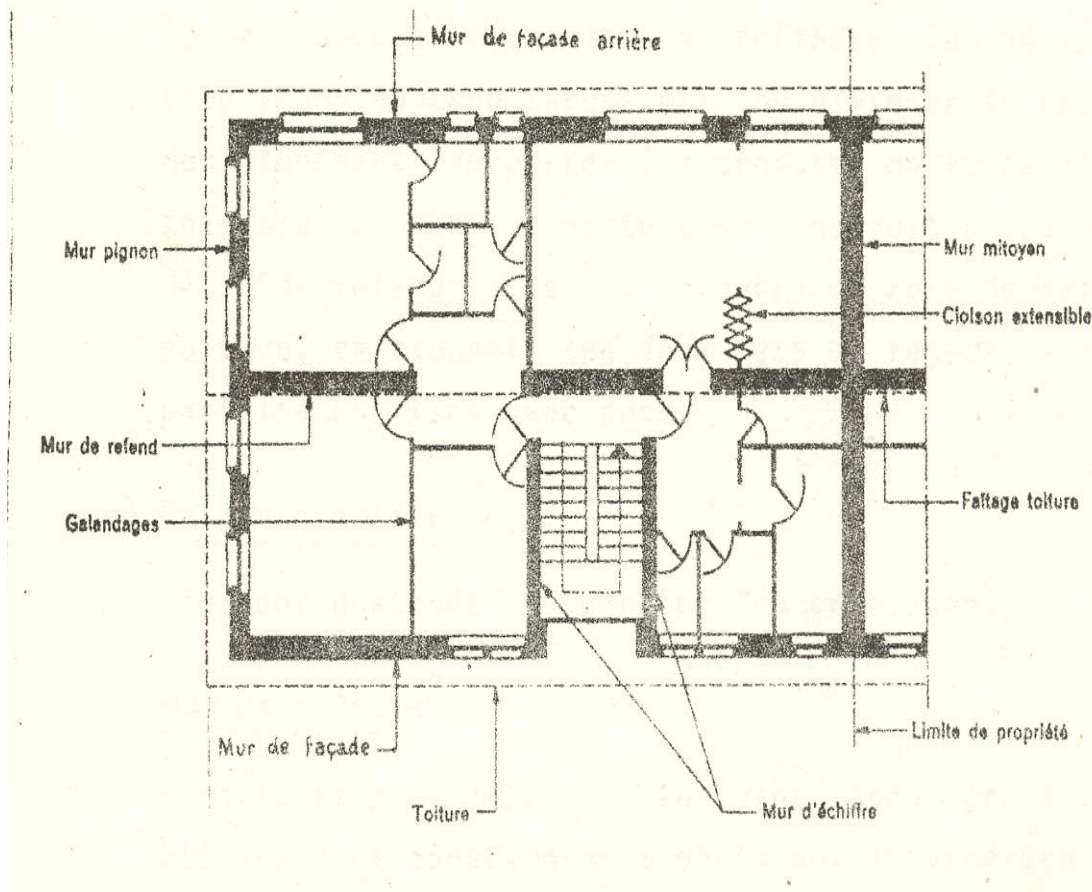 Mur de façade arrière
Mur pignon
Mur mitoyen
Cloison extensible
Mur de refend
Galandages
Faîtage toiture
Mur de façade
Limite de propriété
Toiture
Mur d'échiffre